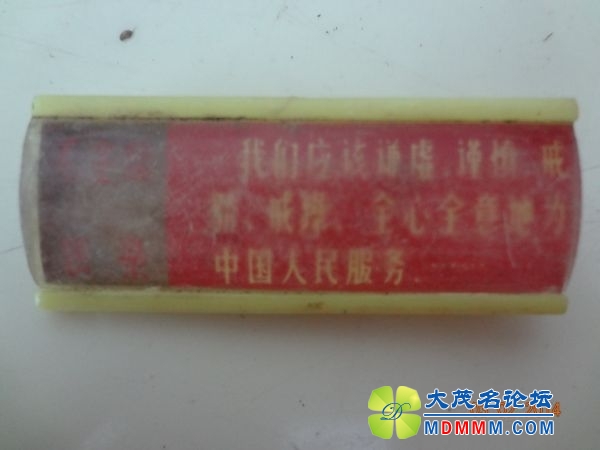 我们应该谦虚、谨慎、戒
骄、戒躁、全心全意地为
中国人民服务……
大茂名论坛
MDMMM.COM